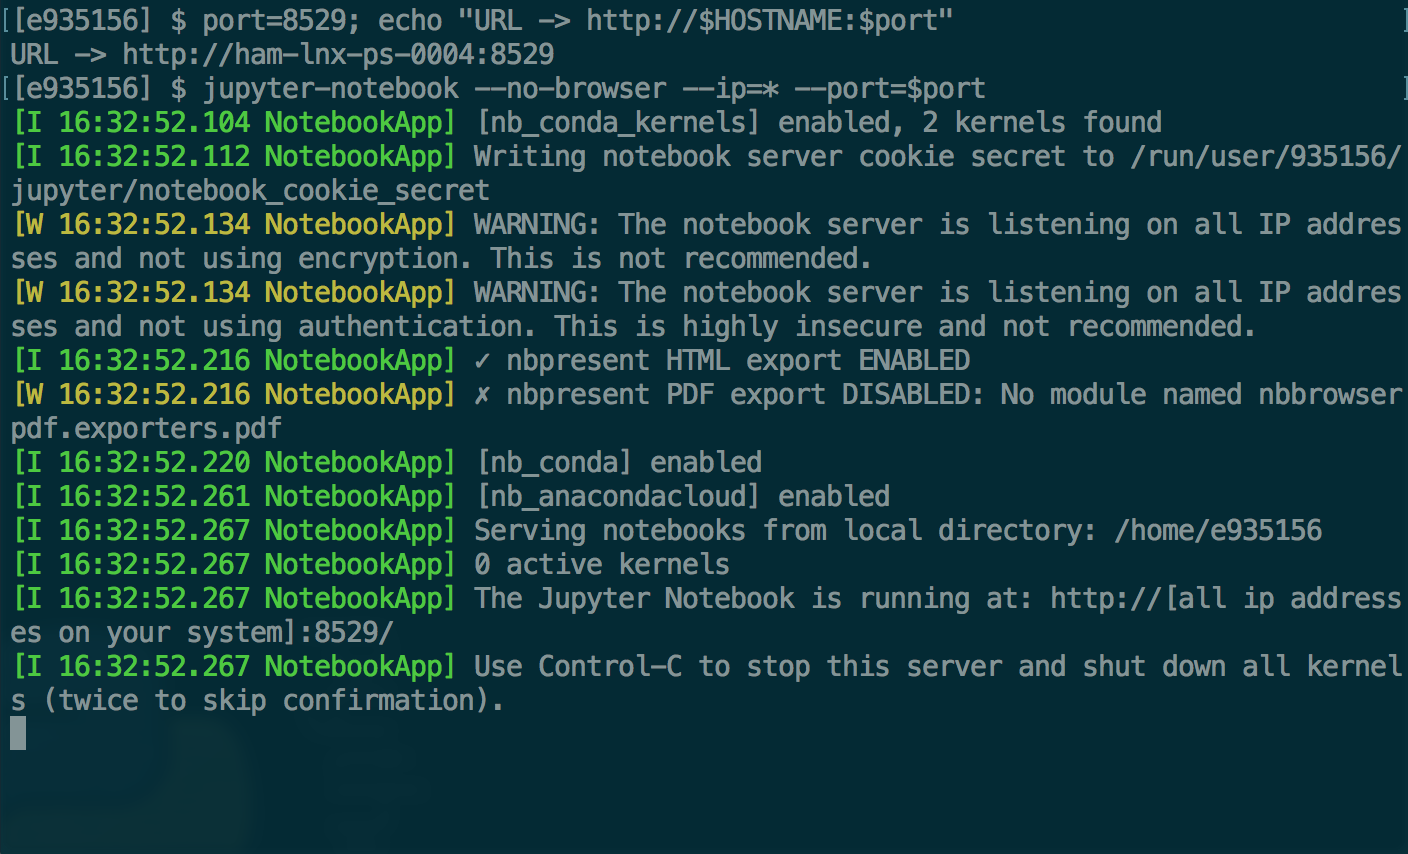 [[e935156] $ port=8529; echo "URL -> http://$HOSTNAME:$port" ]
URL -> http://ham-lnx-ps-0004:8529
[[e935156] $ jupyter-notebook --no-browser --ip=* --port=$port ]
[I 16:32:52.104 NotebookApp] [nb_conda_kernels] enabled, 2 kernels found
[I 16:32:52.112 NotebookApp] Writing notebook server cookie secret to /run/user/935156/
jupyter/notebook_cookie_secret
[W 16:32:52.134 NotebookApp] WARNING: The notebook server is listening on all IP addres
ses and not using encryption. This is not recommended.
[W 16:32:52.134 NotebookApp] WARNING: The notebook server is listening on all IP addres
ses and not using authentication. This is highly insecure and not recommended.
[I 16:32:52.216 NotebookApp] ✓ nbpresent HTML export ENABLED
[W 16:32:52.216 NotebookApp] ✗ nbpresent PDF export DISABLED: No module named nbbrowser
pdf.exporters.pdf
[I 16:32:52.220 NotebookApp] [nb_conda] enabled
[I 16:32:52.261 NotebookApp] [nb_anacondacloud] enabled
[I 16:32:52.267 NotebookApp] Serving notebooks from local directory: /home/e935156
[I 16:32:52.267 NotebookApp] 0 active kernels
[I 16:32:52.267 NotebookApp] The Jupyter Notebook is running at: http://[all ip address
es on your system]:8529/
[I 16:32:52.267 NotebookApp] Use Control-C to stop this server and shut down all kernel
s (twice to skip confirmation).